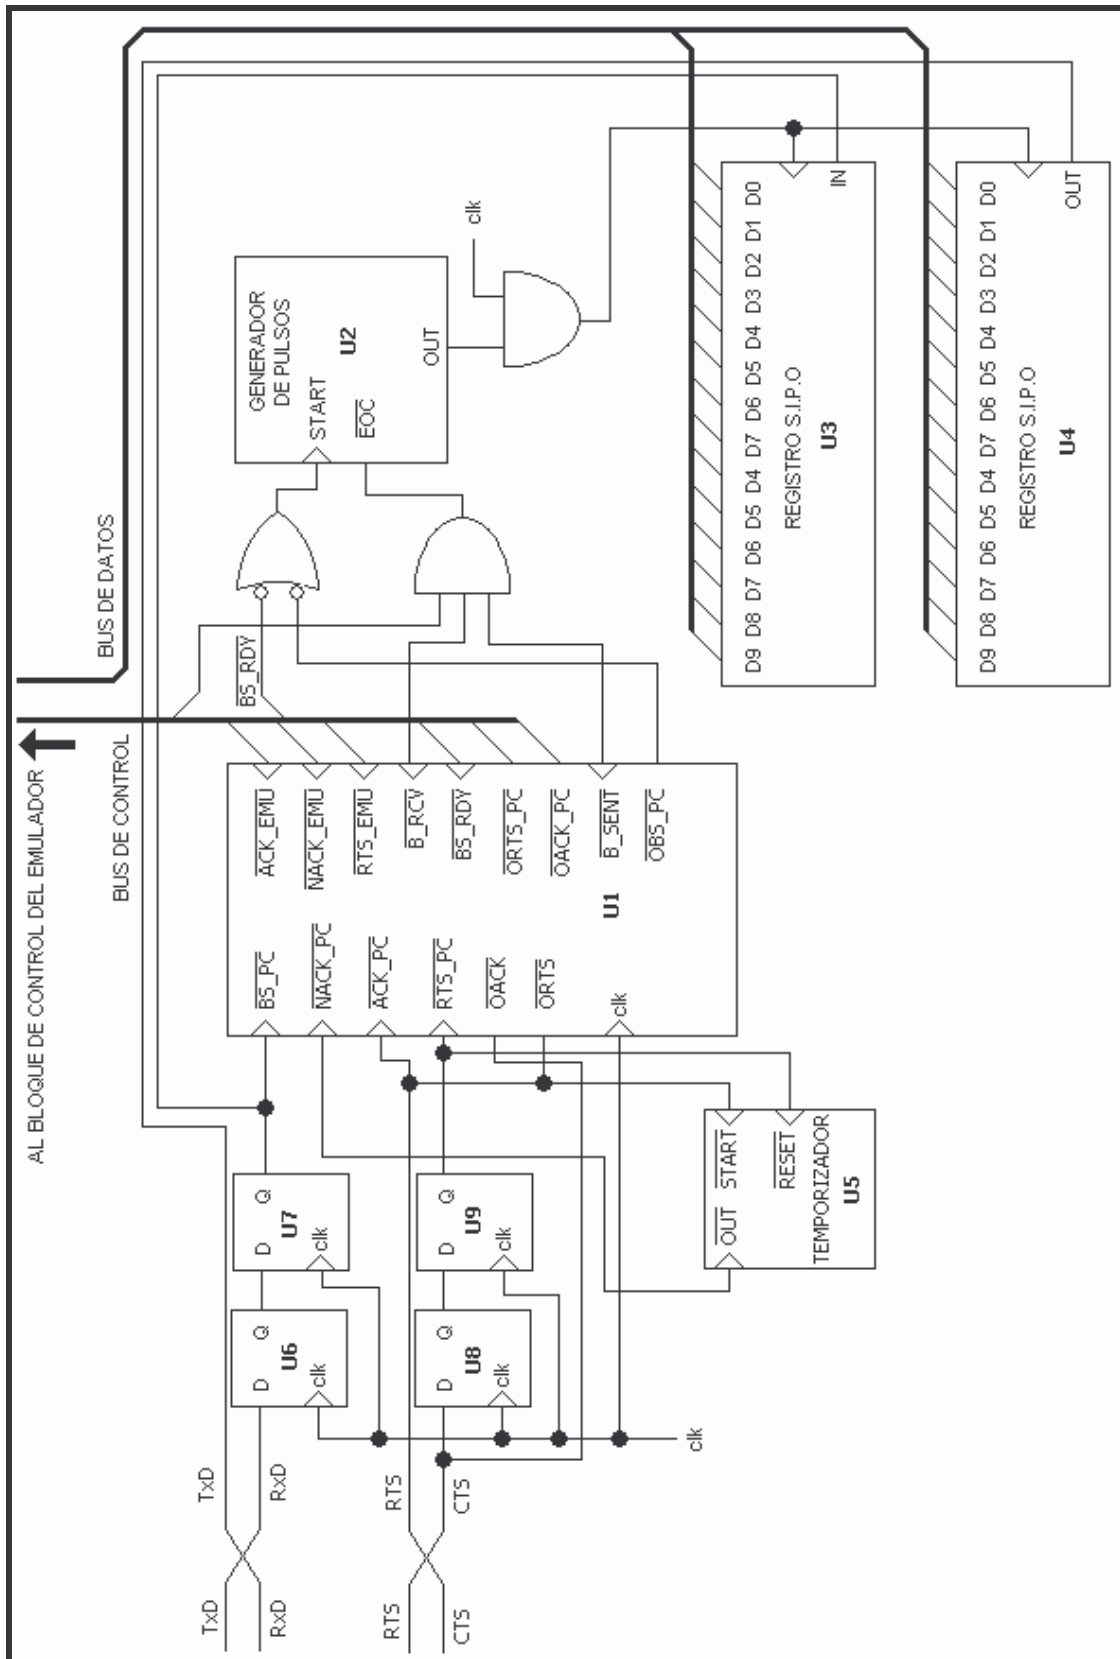 AL BLOQUE DE CONTROL DEL EMULADOR
BUS DE CONTROL
BUS DE DATOS
BS_RDY
GENERADOR
DE PULSOS
U2
START
EOC
OUT
clk
TxD
RxD
TxD
RxD
RTS
CTS
RTS
CTS
D
Q
U6
clk
D
Q
U7
clk
D
Q
U8
clk
D
Q
U9
clk
clk
BS_PC
NACK_PC
ACK_PC
RTS_PC
OACK
ORTS
clk
U1
ACK_EMU
NACK_EMU
RTS_EMU
B_RCV
BS_RDY
ORTS_PC
OACK_PC
B_SENT
OBS_PC
OUT
START
RESET
TEMPORIZADOR
U5
D9 D8 D7 D6 D5 D4 D7 D6 D5 D4 D3 D2 D1 D0
IN
REGISTRO S.I.P.O
U3
D9 D8 D7 D6 D5 D4 D7 D6 D5 D4 D3 D2 D1 D0
OUT
REGISTRO S.I.P.O
U4